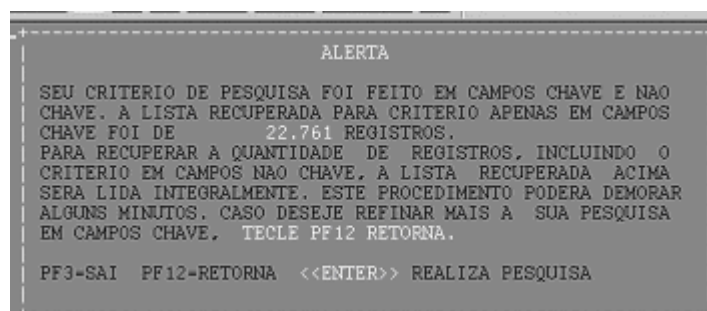 ALERTA
SEU CRITERIO DE PESQUISA FOI FEITO EM CAMPOS CHAVE E NAO
CHAVE. A LISTA RECUPERADA PARA CRITERIO APENAS EM CAMPOS
CHAVE FOI DE 22.761 REGISTROS.
PARA RECUPERAR A QUANTIDADE DE REGISTROS, INCLUINDO O
CRITERIO EM CAMPOS NAO CHAVE, A LISTA RECUPERADA ACIMA
SERA LIDA INTEGRALMENTE. ESTE PROCEDIMENTO PODERA DEMORAR
ALGUNS MINUTOS. CASO DESEJE REFINAR MAIS A SUA PESQUISA
EM CAMPOS CHAVE, TECLE PF12 RETORNA.
PF3=SAI PF12=RETORNA <<ENTER>> REALIZA PESQUISA